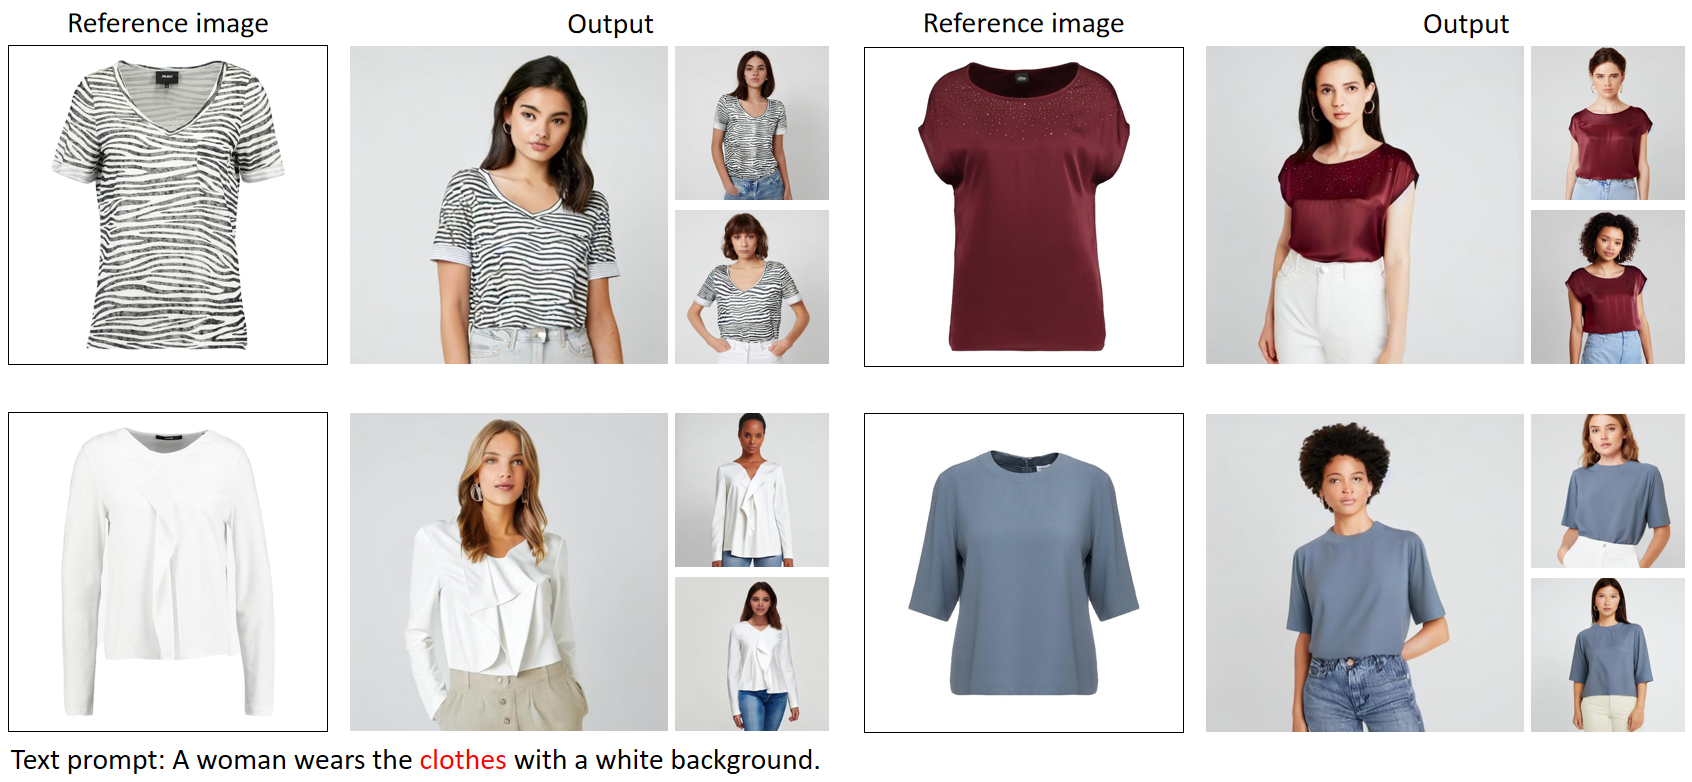 Reference image
Output
Reference image
Output
Text prompt: A woman wears the clothes with a white background.